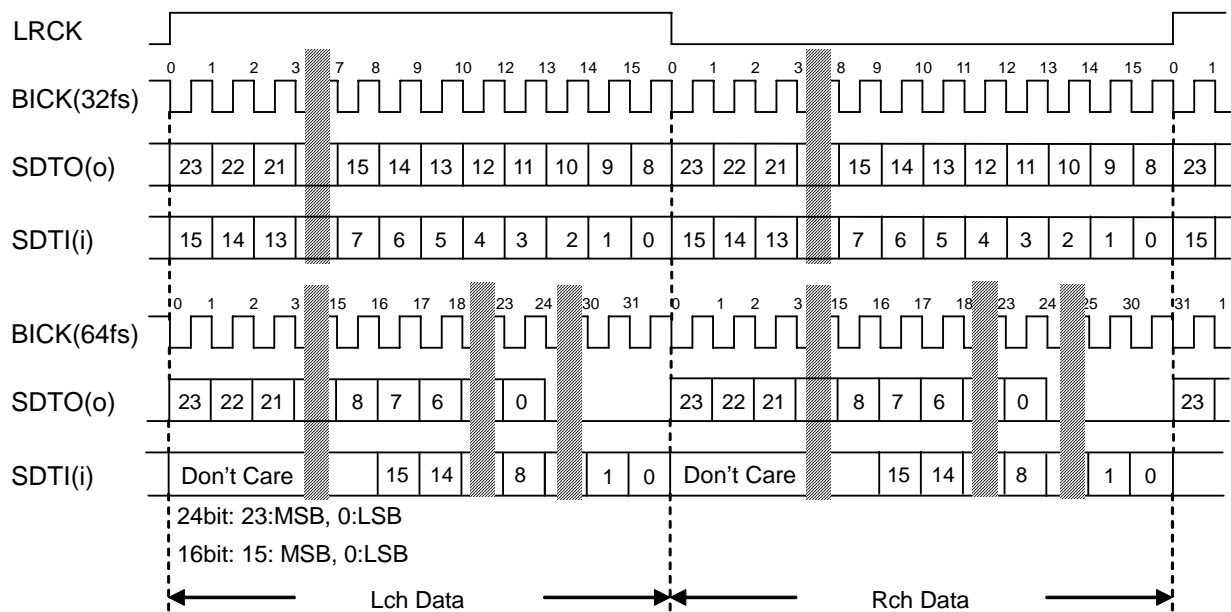 LRCK
0 1 2 3 7 8 9 10 11 12 13 14 15 0 1 2 3 8 9 10 11 12 13 14 15 0 1
BICK(32fs)
SDTO(o) 23 22 21 15 14 13 12 11 10 9 8 23 22 21 15 14 13 12 11 10 9 8 23
SDTI(i) 15 14 13 7 6 5 4 3 2 1 0 15 14 13 7 6 5 4 3 2 1 0 15
0 1 2 3 15 16 17 18 23 24 30 31 0 1 2 3 15 16 17 18 23 24 25 30 31 1
BICK(64fs)
SDTO(o) 23 22 21 8 7 6 0 23 22 21 8 7 6 0 23
SDTI(i) Don't Care 15 14 8 1 0 Don't Care 15 14 8 1 0
24bit: 23:MSB, 0:LSB
16bit: 15: MSB, 0:LSB
Lch Data Rch Data